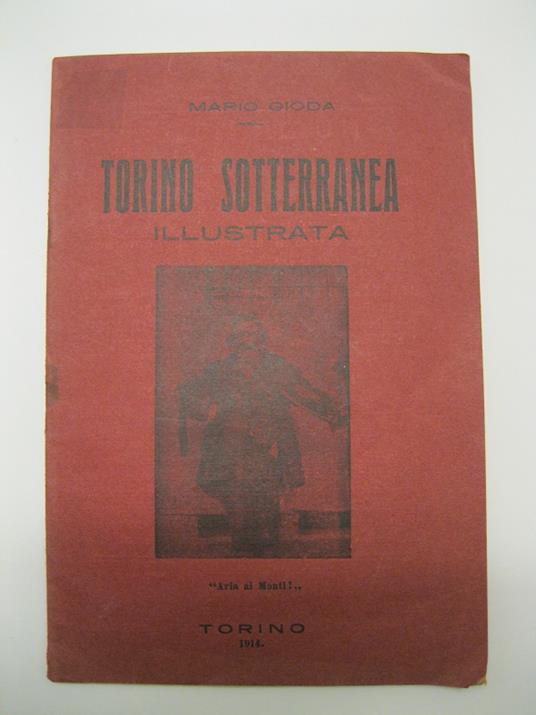 MARIO GIODA
TORINO SOTTERRANEA
ILLUSTRATA
"Aria ai Monti!„
TORINO
1914.